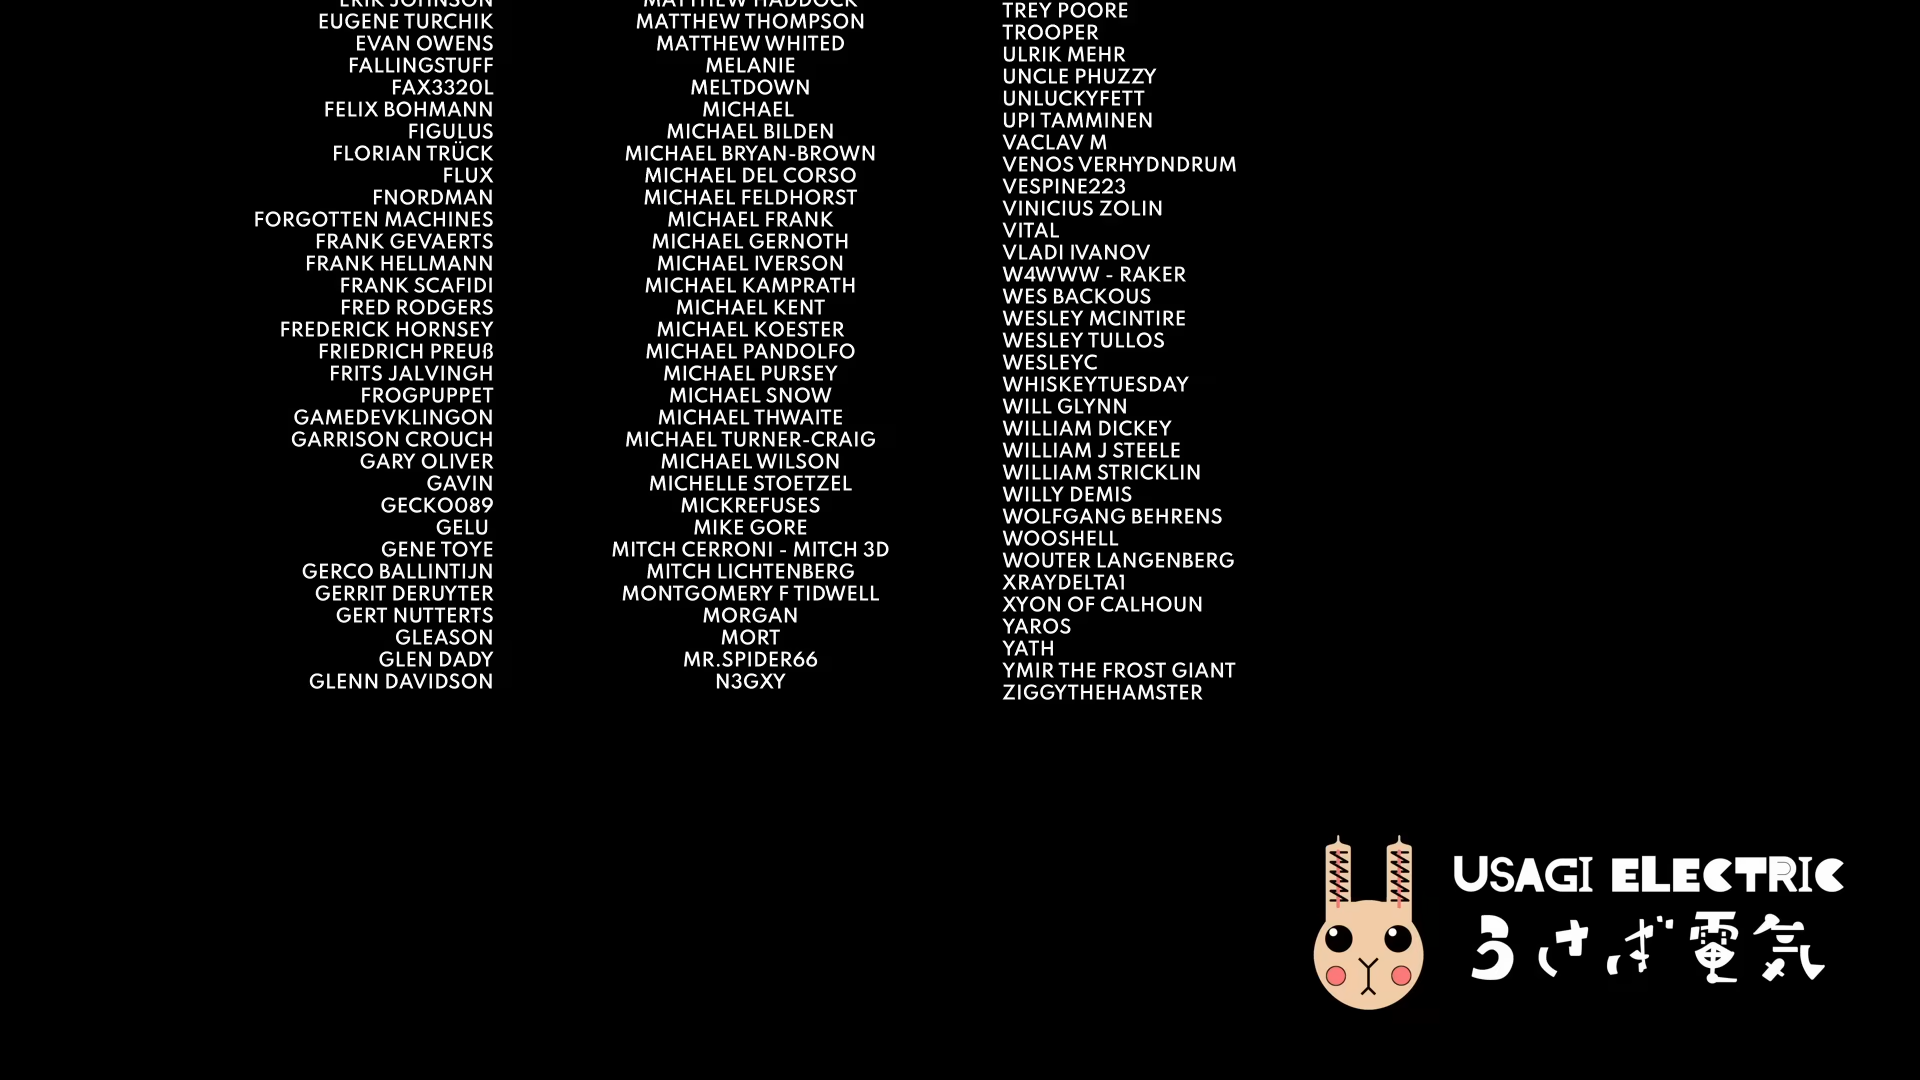 ERIK JOHNSON
EUGENE TURCHIK
EVAN OWENS
FALLINGSTUFF
FAX3320L
FELIX BOHMANN
FIGULUS
FLORIAN TRÜCK
FLUX
FNORDMAN
FORGOTTEN MACHINES
FRANK GEVAERTS
FRANK HELLMANN
FRANK SCAFIDI
FRED RODGERS
FREDERICK HORNSEY
FRIEDRICH PREUß
FRITS JALVINGH
FROGPUPPET
GAMEDEVKLINGON
GARRISON CROUCH
GARY OLIVER
GAVIN
GECKO089
GELU
GENE TOYE
GERCO BALLINTIJN
GERRIT DERUYTER
GERT NUTTERTS
GLEASON
GLEN DADY
GLENN DAVIDSON
MATTHEW HADDOCK
MATTHEW THOMPSON
MATTHEW WHITED
MELANIE
MELTDOWN
MICHAEL
MICHAEL BILDEN
MICHAEL BRYAN-BROWN
MICHAEL DEL CORSO
MICHAEL FELDHORST
MICHAEL FRANK
MICHAEL GERNOTH
MICHAEL IVERSON
MICHAEL KAMPRATH
MICHAEL KENT
MICHAEL KOESTER
MICHAEL PANDOLFO
MICHAEL PURSEY
MICHAEL SNOW
MICHAEL THWAITE
MICHAEL TURNER-CRAIG
MICHAEL WILSON
MICHELLE STOETZEL
MICKREFUSES
MIKE GORE
MITCH CERRONI - MITCH 3D
MITCH LICHTENBERG
MONTGOMERY F TIDWELL
MORGAN
MORT
MR.SPIDER66
N3GXY
TREY POORE
TROOPER
ULRIK MEHR
UNCLE PHUZZY
UNLUCKYFETT
UPI TAMMINEN
VACLAV M
VENOS VERHYDNDRUM
VESPINE223
VINICIUS ZOLIN
VITAL
VLADI IVANOV
W4WWW - RAKER
WES BACKOUS
WESLEY MCINTIRE
WESLEY TULLOS
WESLEYC
WHISKEYTUESDAY
WILL GLYNN
WILLIAM DICKEY
WILLIAM J STEELE
WILLIAM STRICKLIN
WILLY DEMIS
WOLFGANG BEHRENS
WOOSHELL
WOUTER LANGENBERG
XRAYDELTA1
XYON OF CALHOUN
YAROS
YATH
YMIR THE FROST GIANT
ZIGGYTHEHAMSTER
USAGI ELECTRIC
うさぎ電気